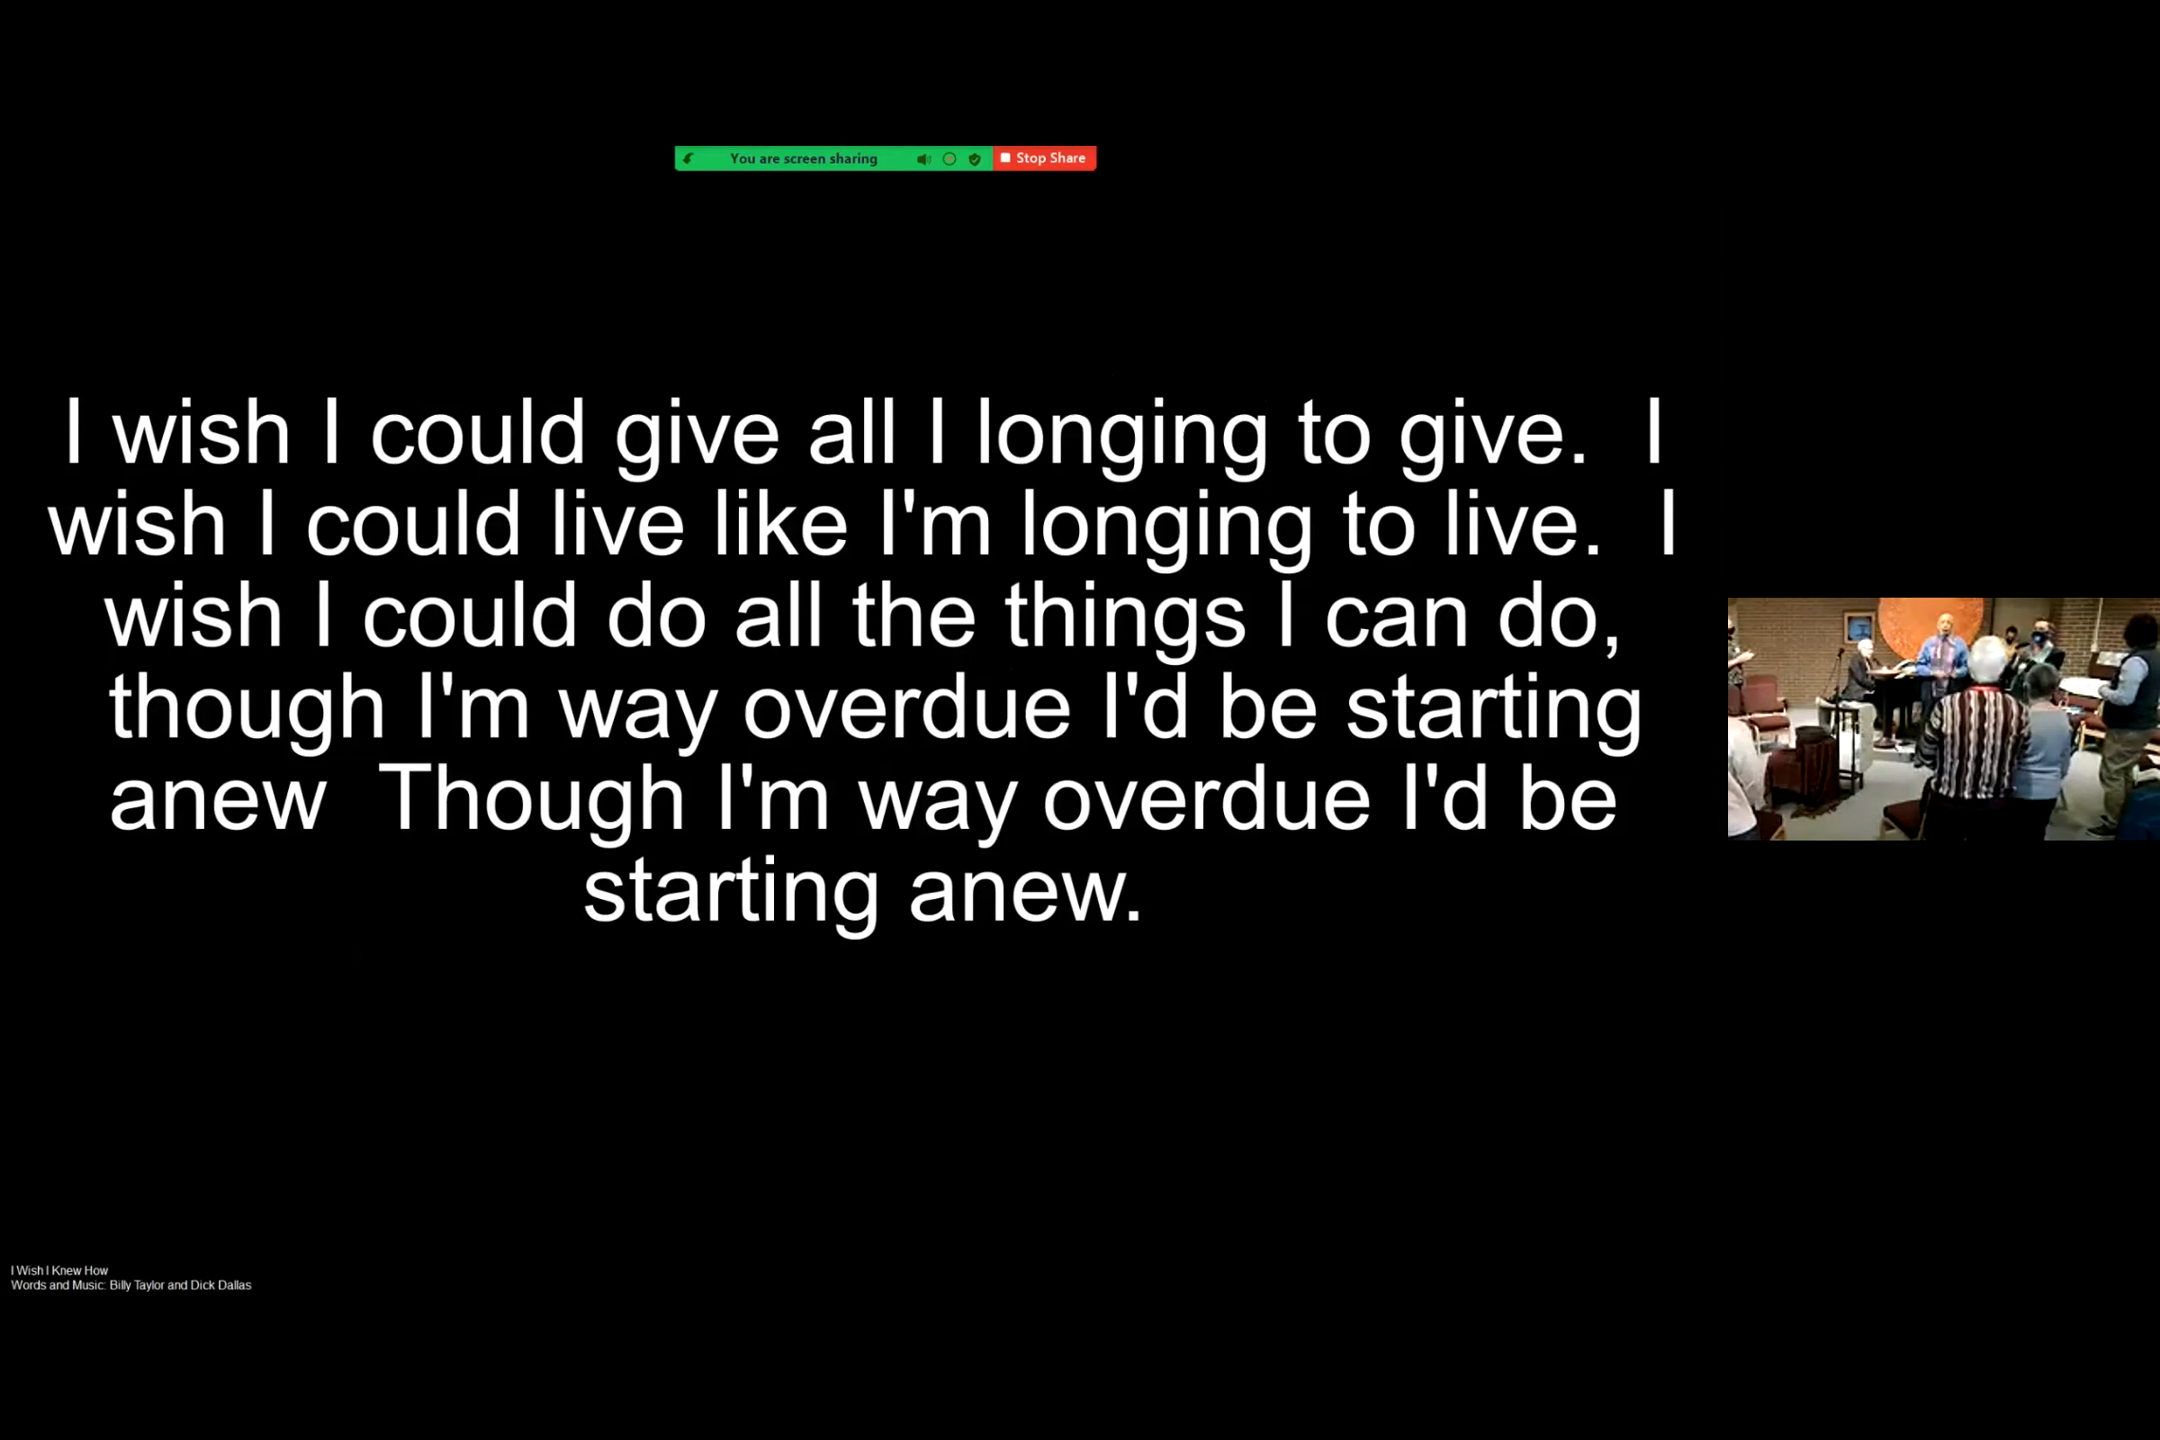 You are screen sharing Stop Share
I wish I could give all I longing to give.  I
wish I could live like I'm longing to live.  I
wish I could do all the things I can do,
though I'm way overdue I'd be starting
anew  Though I'm way overdue I'd be
starting anew.
I Wish I Knew How
Words and Music: Billy Taylor and Dick Dallas